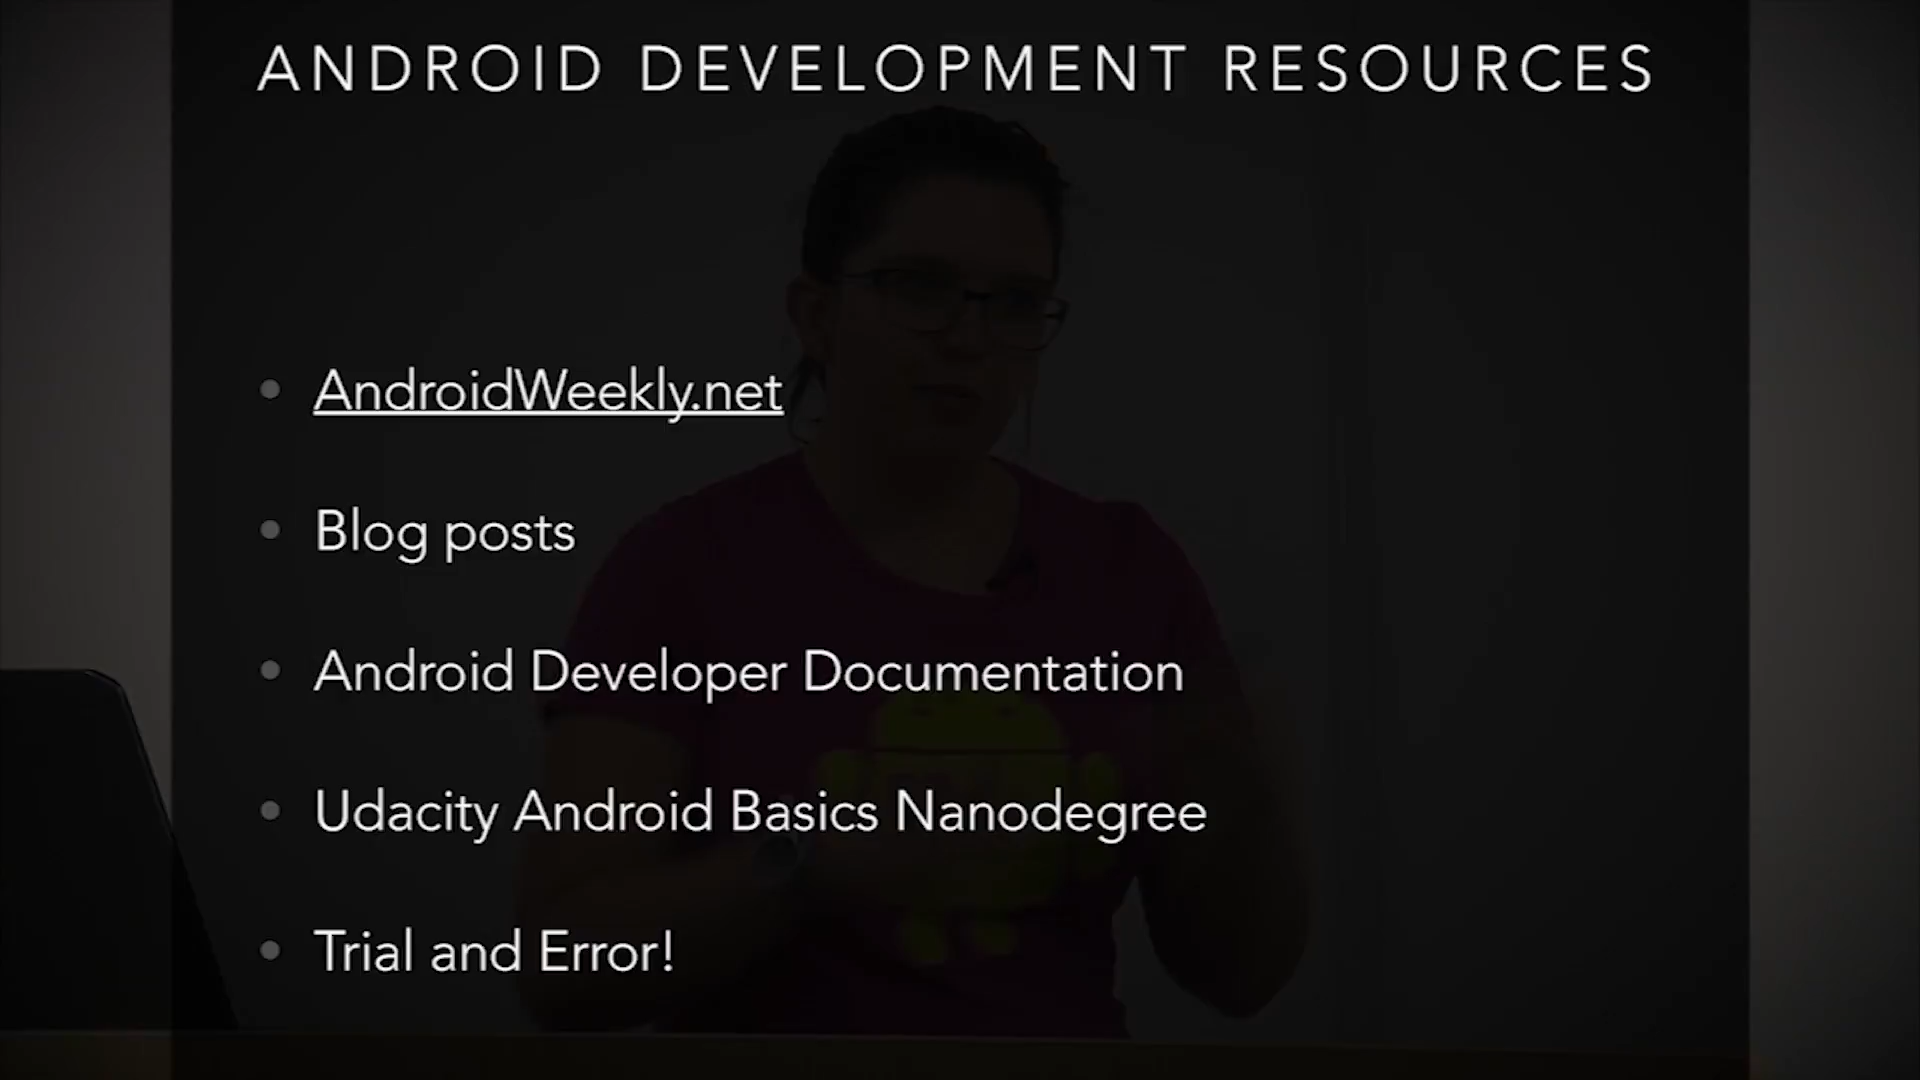 ANDROID DEVELOPMENT RESOURCES
AndroidWeekly.net
Blog posts
Android Developer Documentation
Udacity Android Basics Nanodegree
Trial and Error!